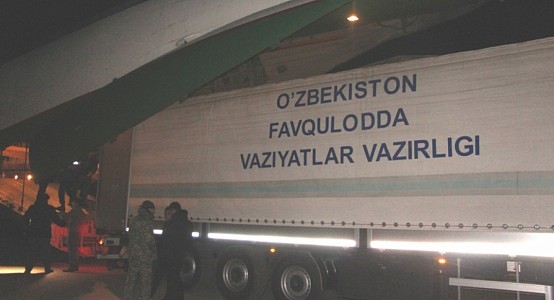 O'ZBEKISTON
FAVQULODDA
VAZIYATLAR VAZIRLIGI